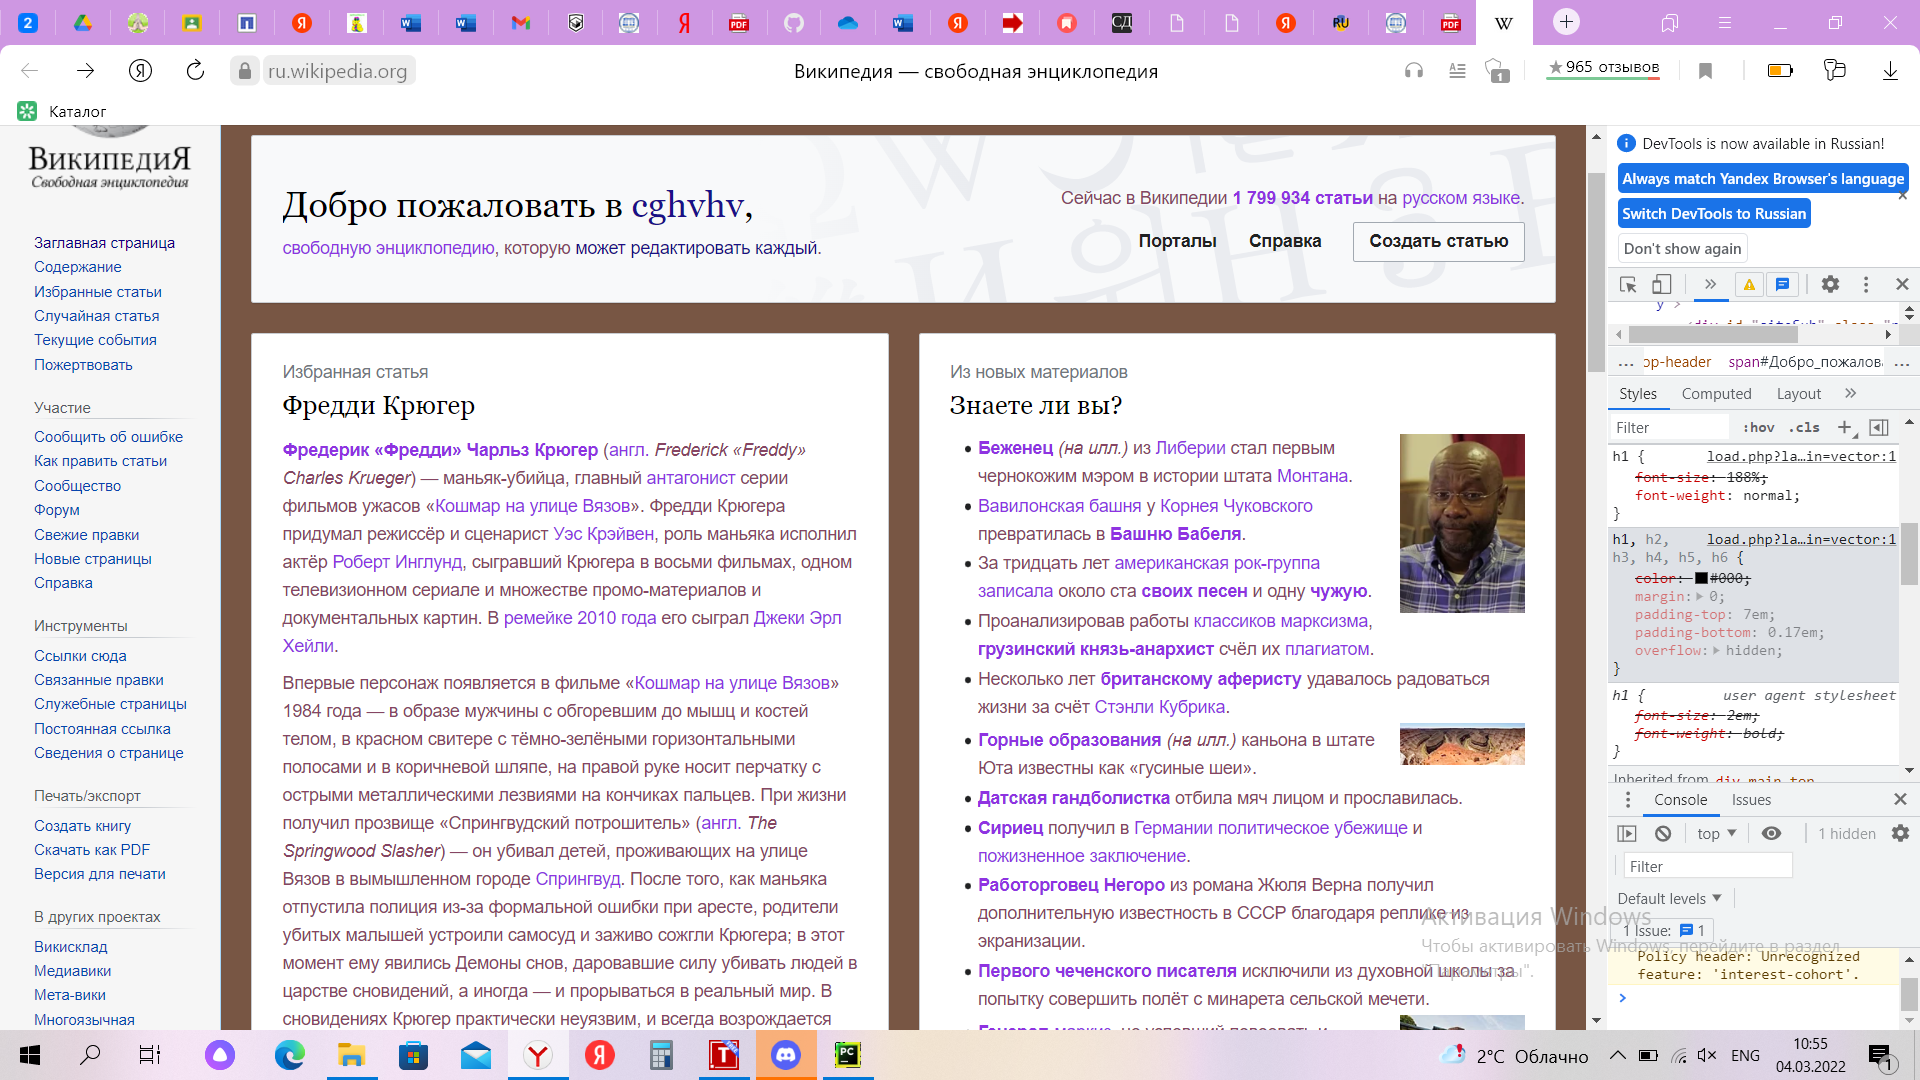 ru.wikipedia.org
Википедия — свободная энциклопедия
965 отзывов
Каталог
ВикипедиЯ
Свободная энциклопедия
Заглавная страница
Содержание
Избранные статьи
Случайная статья
Текущие события
Пожертвовать
Участие
Сообщить об ошибке
Как править статьи
Сообщество
Форум
Свежие правки
Новые страницы
Справка
Инструменты
Ссылки сюда
Связанные правки
Служебные страницы
Постоянная ссылка
Сведения о странице
Печать/экспорт
Создать книгу
Скачать как PDF
Версия для печати
В других проектах
Викисклад
Медиавики
Мета-вики
Многоязычная
Добро пожаловать в cghvhv,
свободную энциклопедию, которую может редактировать каждый.
Сейчас в Википедии 1 799 934 статьи на русском языке.
Порталы Справка Создать статью
Избранная статья
Фредди Крюгер
Фредерик «Фредди» Чарльз Крюгер (англ. Frederick «Freddy»
Charles Krueger) — маньяк-убийца, главный антагонист серии
фильмов ужасов «Кошмар на улице Вязов». Фредди Крюгера
придумал режиссёр и сценарист Уэс Крэйвен, роль маньяка исполнил
актёр Роберт Инглунд, сыгравший Крюгера в восьми фильмах, одном
телевизионном сериале и множестве промо-материалов и
документальных картин. В ремейке 2010 года его сыграл Джеки Эрл
Хейли.
Впервые персонаж появляется в фильме «Кошмар на улице Вязов»
1984 года — в образе мужчины с обгоревшим до мышц и костей
телом, в красном свитере с тёмно-зелёными горизонтальными
полосами и в коричневой шляпе, на правой руке носит перчатку с
острыми металлическими лезвиями на кончиках пальцев. При жизни
получил прозвище «Спрингвудский потрошитель» (англ. The
Springwood Slasher) — он убивал детей, проживающих на улице
Вязов в вымышленном городе Спрингвуд. После того, как маньяка
отпустила полиция из-за формальной ошибки при аресте, родители
убитых малышей устроили самосуд и заживо сожгли Крюгера; в этот
момент ему явились Демоны снов, даровавшие силу убивать людей в
царстве сновидений, а иногда — и прорываться в реальный мир. В
сновидениях Крюгер практически неуязвим, и всегда возрождается
Из новых материалов
Знаете ли вы?
Беженец (на илл.) из Либерии стал первым
чернокожим мэром в истории штата Монтана.
Вавилонская башня у Корнея Чуковского
превратилась в Башню Бабеля.
За тридцать лет американская рок-группа
записала около ста своих песен и одну чужую.
Проанализировав работы классиков марксизма,
грузинский князь-анархист счёл их плагиатом.
Несколько лет британскому аферисту удавалось радоваться
жизни за счёт Стэнли Кубрика.
Горные образования (на илл.) каньона в штате
Юта известны как «гусиные шеи».
Датская гандболистка отбила мяч лицом и прославилась.
Сириец получил в Германии политическое убежище и
пожизненное заключение.
Работорговец Негоро из романа Жюля Верна получил
дополнительную известность в СССР благодаря реплике из
экранизации.
Первого чеченского писателя исключили из духовной школы за
попытку совершить полёт с минарета сельской мечети.
DevTools is now available in Russian!
Always match Yandex Browser's language
Switch DevTools to Russian
Don't show again
op-header span#Добро_пожалов
Styles Computed Layout
Filter :hov .cls
h1 { load.php?la…in=vector:1
font-size: 188%;
font-weight: normal;
}
h1, h2, load.php?la…in=vector:1
h3, h4, h5, h6 {
color: #000;
margin: 0;
padding-top: 7em;
padding-bottom: 0.17em;
overflow: hidden;
}
h1 { user agent stylesheet
font-size: 2em;
font-weight: bold;
}
Inherited from div.main-top
Console Issues
top 1 hidden
Filter
Default levels
1 Issue: 1
Policy header: Unrecognized
feature: 'interest-cohort'.
Активация Windows
Чтобы активировать Windows, перейдите в раздел
"Параметры".
2°C Облачно
ENG
10:55
04.03.2022
1